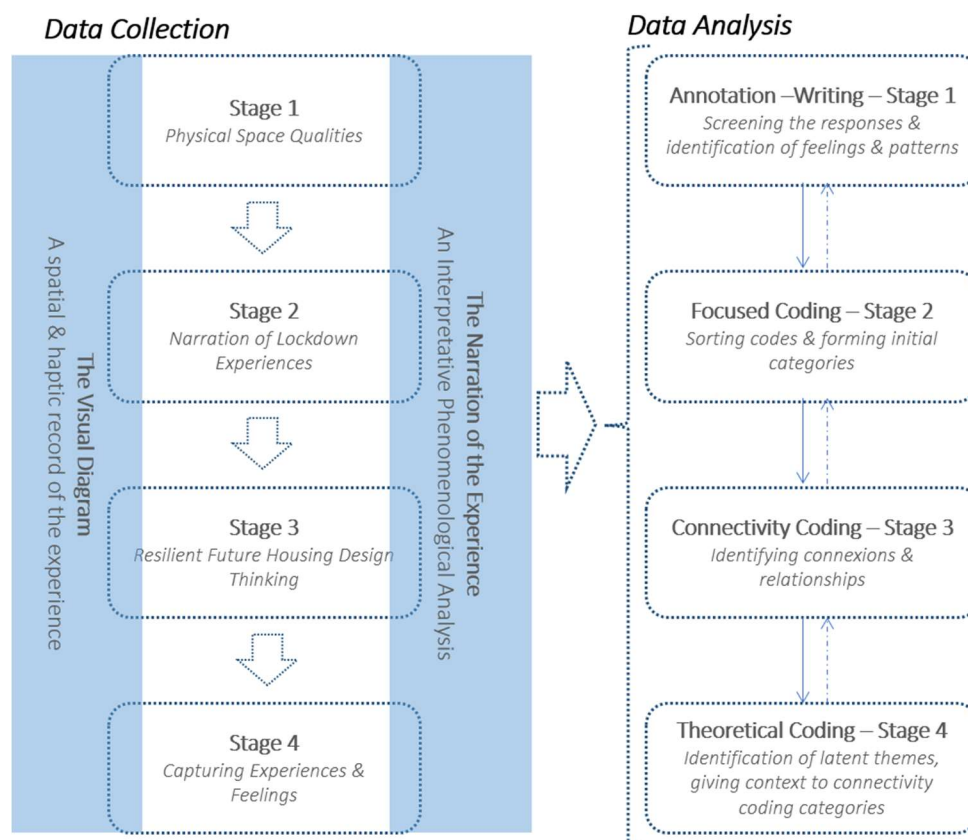 Data Collection
Stage 1
Physical Space Qualities
Stage 2
Narration of Lockdown
Experiences
Stage 3
Resilient Future Housing Design
Thinking
Stage 4
Capturing Experiences &
Feelings
The Visual Diagram
A spatial & haptic record of the experience
The Narration of the Experience
An Interpretative Phenomenological Analysis
Data Analysis
Annotation –Writing – Stage 1
Screening the responses &
identification of feelings & patterns
Focused Coding – Stage 2
Sorting codes & forming initial
categories
Connectivity Coding – Stage 3
Identifying connexions &
relationships
Theoretical Coding – Stage 4
Identification of latent themes,
giving context to connectivity
coding categories